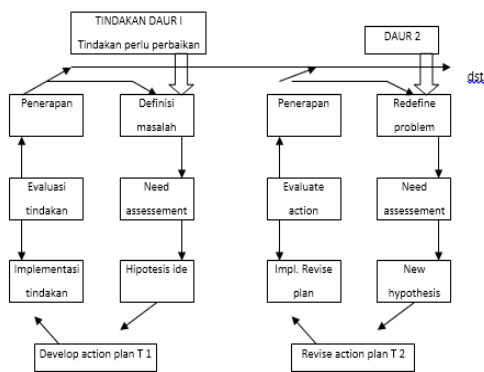 TINDAKAN DAUR I
Tindakan perlu perbaikan
DAUR 2
dst
Penerapan
Definisi
masalah
Penerapan
Redefine
problem
Evaluasi
tindakan
Need
assessement
Evaluate
action
Need
assessement
Implementasi
tindakan
Hipotesis ide
Impl. Revise
plan
New
hypothesis
Develop action plan T 1
Revise action plan T 2